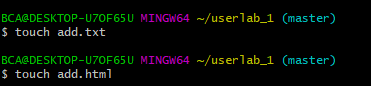 BCA@DESKTOP-U7OF65U MINGW64 ~/userlab_1 (master)
$ touch add.txt
BCA@DESKTOP-U7OF65U MINGW64 ~/userlab_1 (master)
$ touch add.html